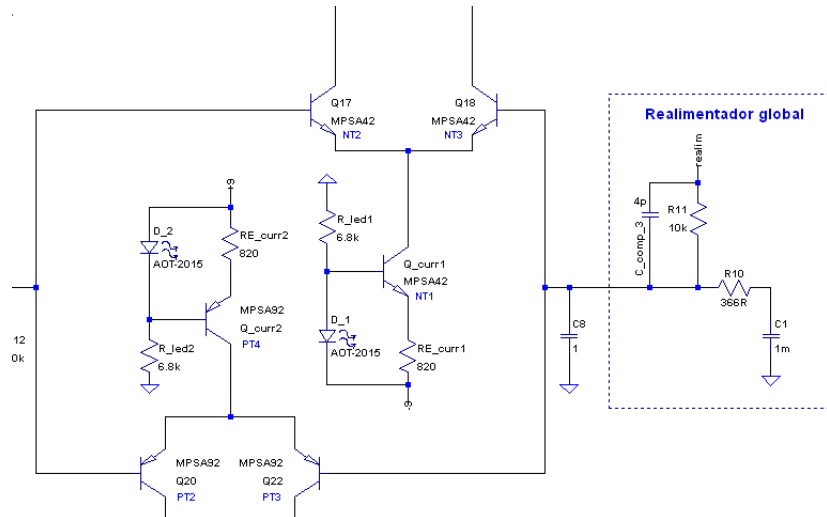 Q17
MPSA42
NT2
Q18
MPSA42
NT3
Realimentador global
realim
4p
C_comp_3
R11
10k
R10
366R
C1
1m
C8
1
+9
D_2
AOT-2015
RE_curr2
820
R_led1
6.8k
Q_curr1
MPSA42
NT1
MPSA92
Q_curr2
PT4
D_1
AOT-2015
RE_curr1
820
-9
12
0k
R_led2
6.8k
MPSA92
Q20
PT2
MPSA92
Q22
PT3